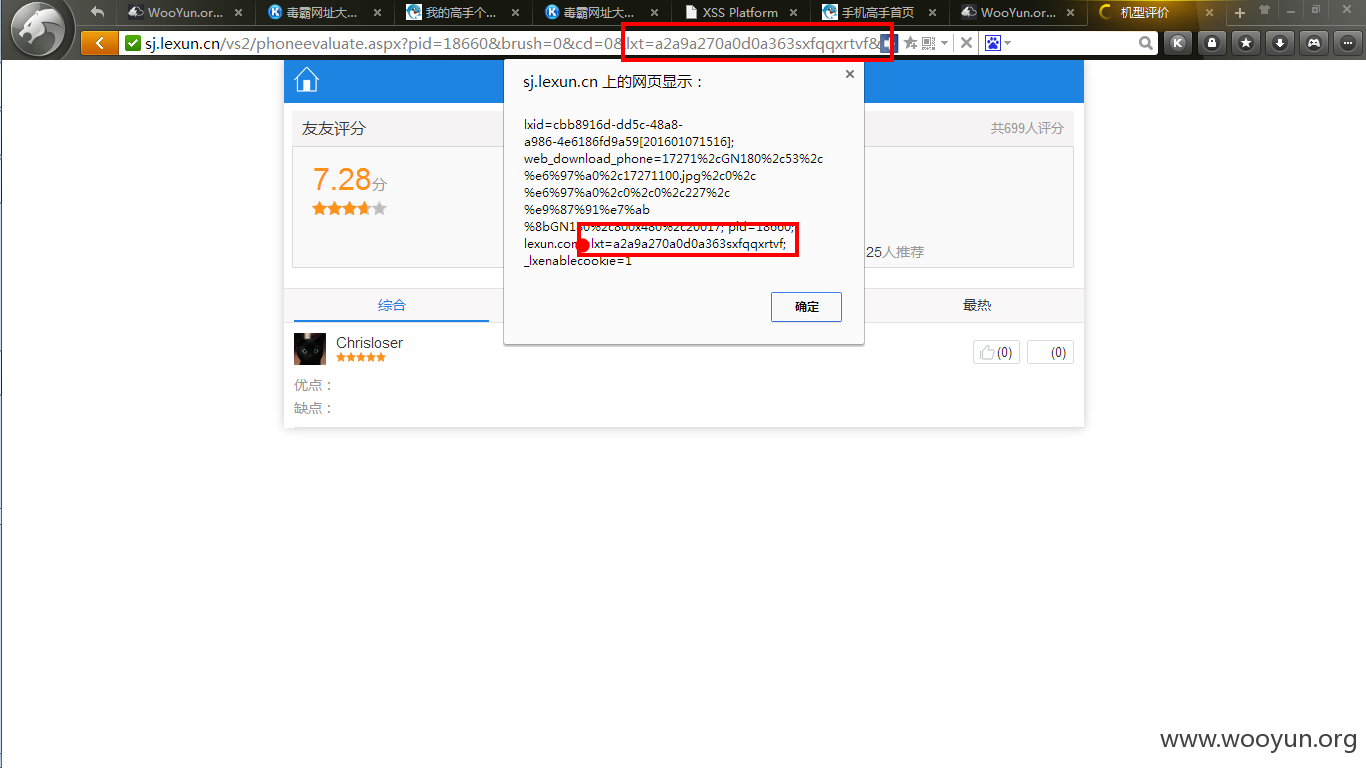 WooYun.or...
毒霸网址大...
我的高手个...
毒霸网址大...
XSS Platform
手机高手首页
WooYun.or...
机型评价
sj.lexun.cn/vs2/phoneevaluate.aspx?pid=18660&brush=0&cd=0&lxt=a2a9a270a0d0a363sxfqqxrtvf&
sj.lexun.cn 上的网页显示：
lxid=cbb8916d-dd5c-48a8-
a986-4e6186fd9a59[201601071516];
web_download_phone=17271%2cGN180%2c53%2c
%e6%97%a0%2c17271100.jpg%2c0%2c
%e6%97%a0%2c0%2c0%2c227%2c
%e9%87%91%e7%ab
%8bGN180%2c800x480%2c20017; pid=18660;
lexun.com lxt=a2a9a270a0d0a363sxfqqxrtvf;
_lxenablecookie=1
确定
友友评分
共699人评分
7.28分
25人推荐
综合
最热
Chrisloser
(0)
(0)
优点：
缺点：
www.wooyun.org